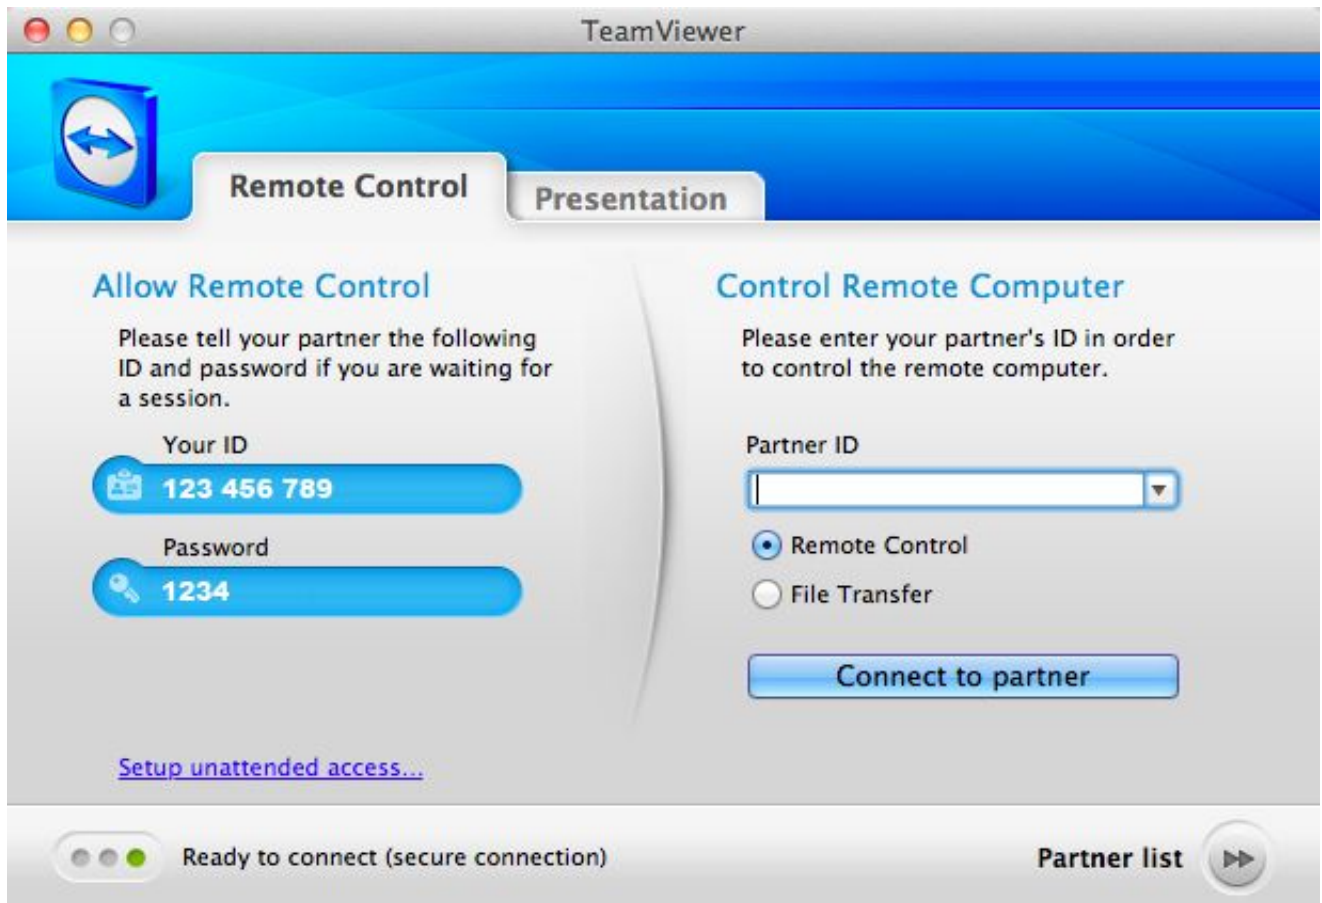 TeamViewer
Remote Control
Presentation
Allow Remote Control
Please tell your partner the following
ID and password if you are waiting for
a session.
Your ID
123 456 789
Password
1234
Setup unattended access...
Control Remote Computer
Please enter your partner's ID in order
to control the remote computer.
Partner ID
Remote Control
File Transfer
Connect to partner
Ready to connect (secure connection)
Partner list